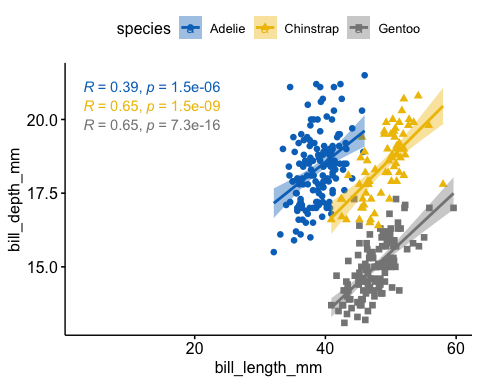 species Adelie Chinstrap Gentoo
R = 0.39, p = 1.5e-06
R = 0.65, p = 1.5e-09
R = 0.65, p = 7.3e-16
bill_depth_mm
20.0
17.5
15.0
20 40 60
bill_length_mm